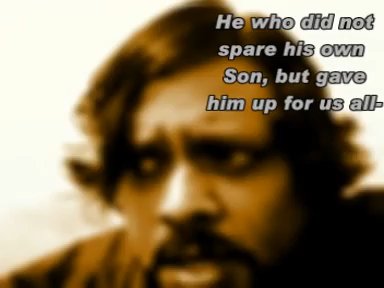 He who did not
spare his own
Son, but gave
him up for us all-